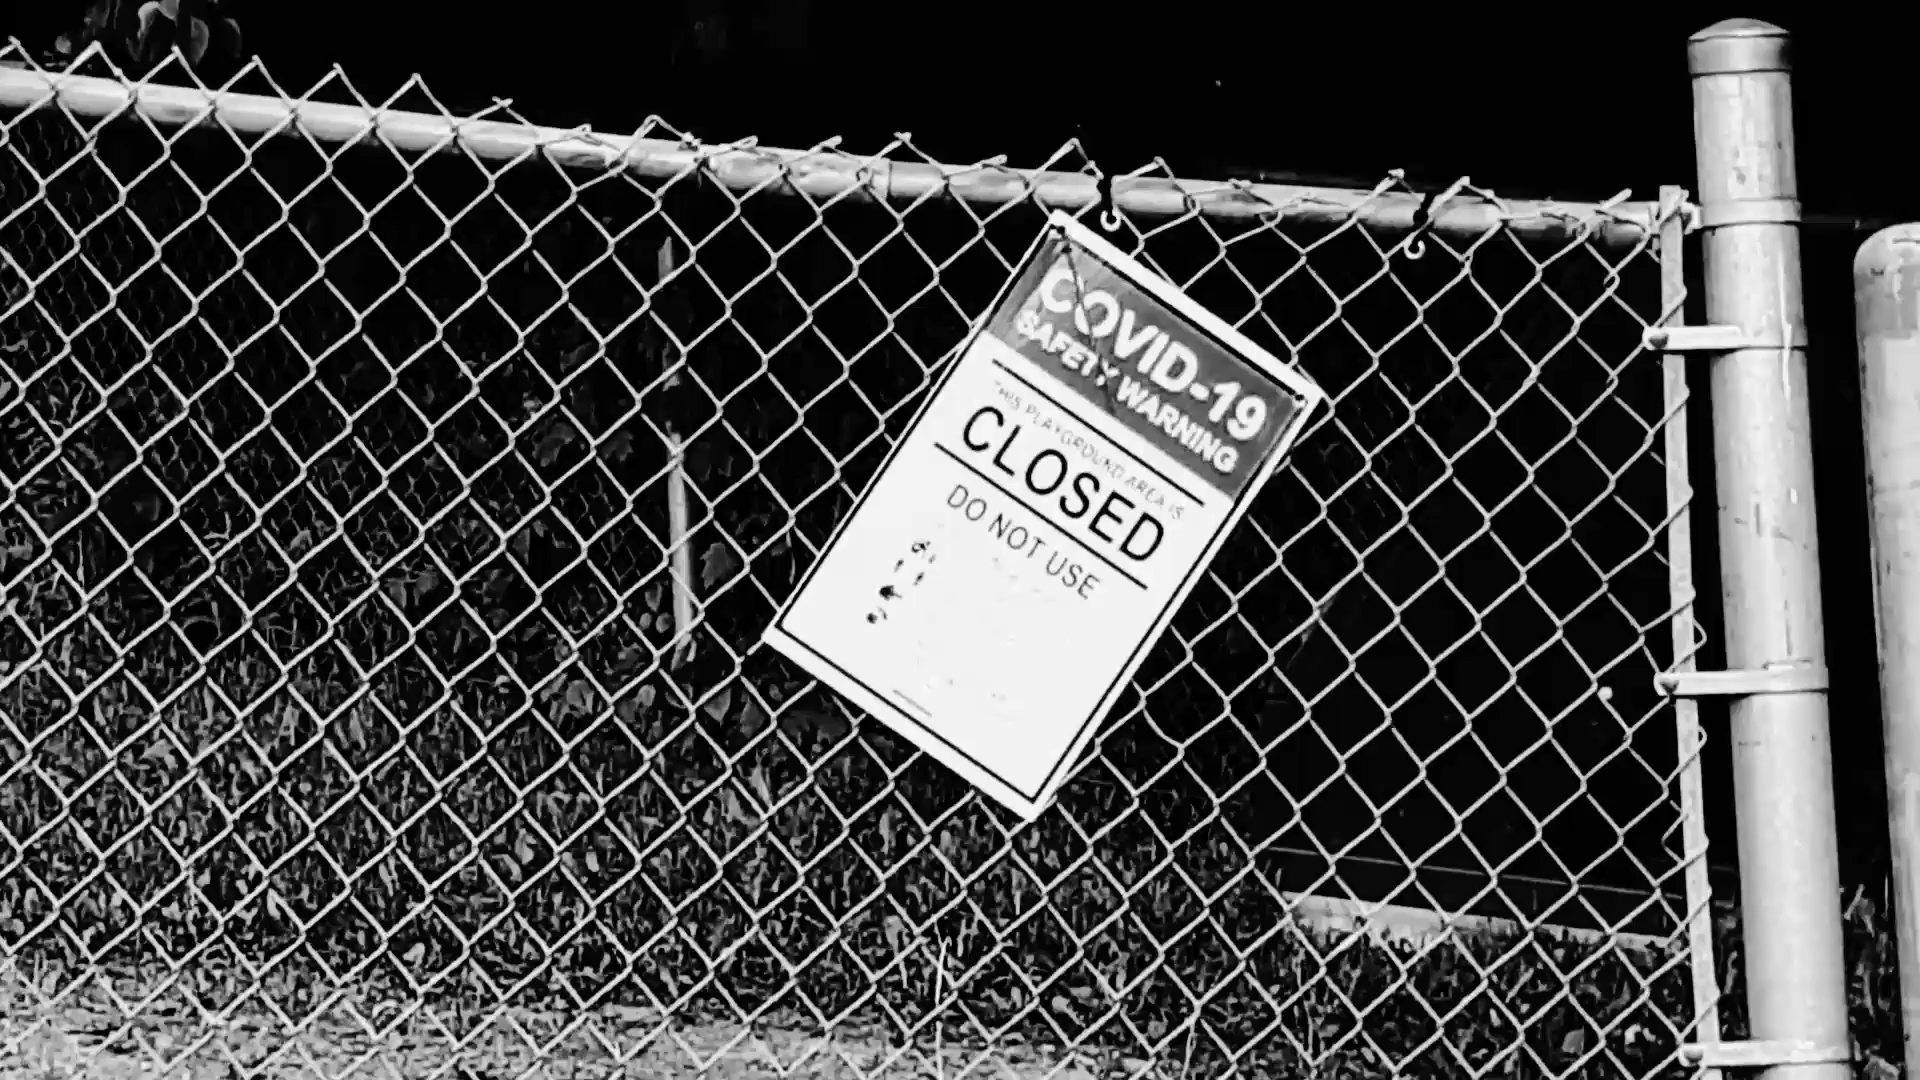 COVID-19
SAFETY WARNING
THIS PLAYGROUND AREA IS
CLOSED
DO NOT USE